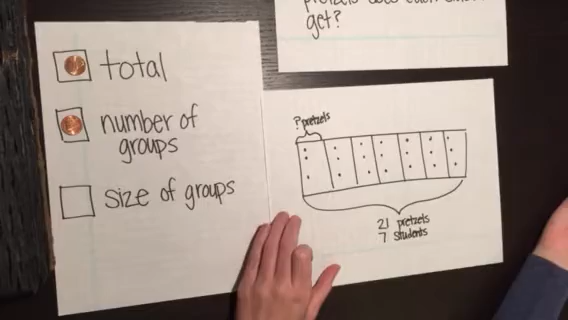 get?
total
number of
groups
size of groups
? pretzels
21 pretzels
7 students